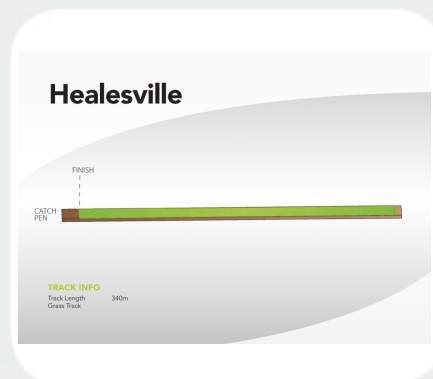 Healesville
FINISH
CATCH
PEN
TRACK INFO
Track Length 340m
Grass Track